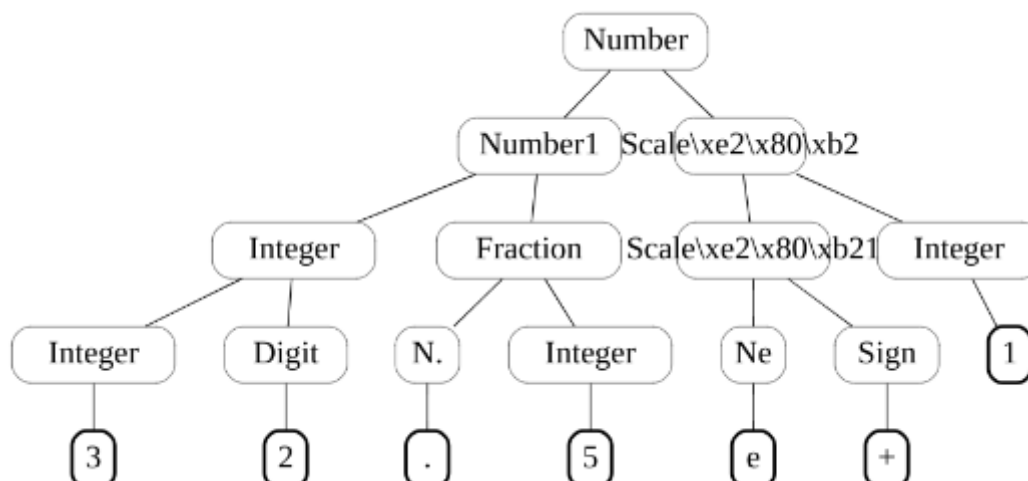 Number
Number1 Scale\xe2\x80\xb2
Integer Fraction Scale\xe2\x80\xb21 Integer
Integer Digit N. Integer Ne Sign 1
3 2 . 5 e +